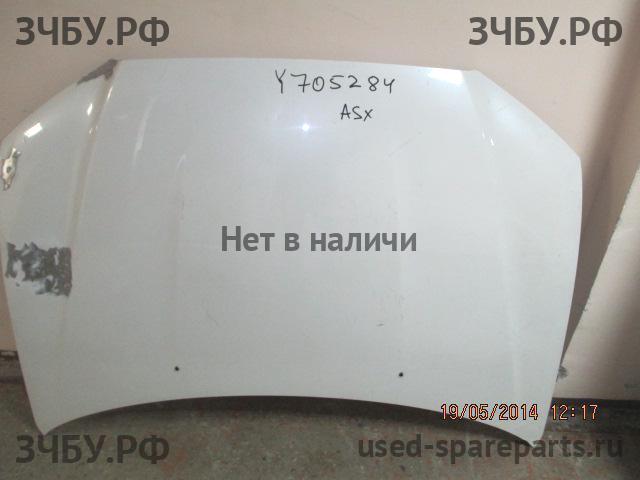 ЗЧБУ.РФ ЗЧБУ.РФ
Y705284
ASX
Нет в наличи
19/05/2014 12:17
ЗЧБУ.РФ used-spareparts.ru